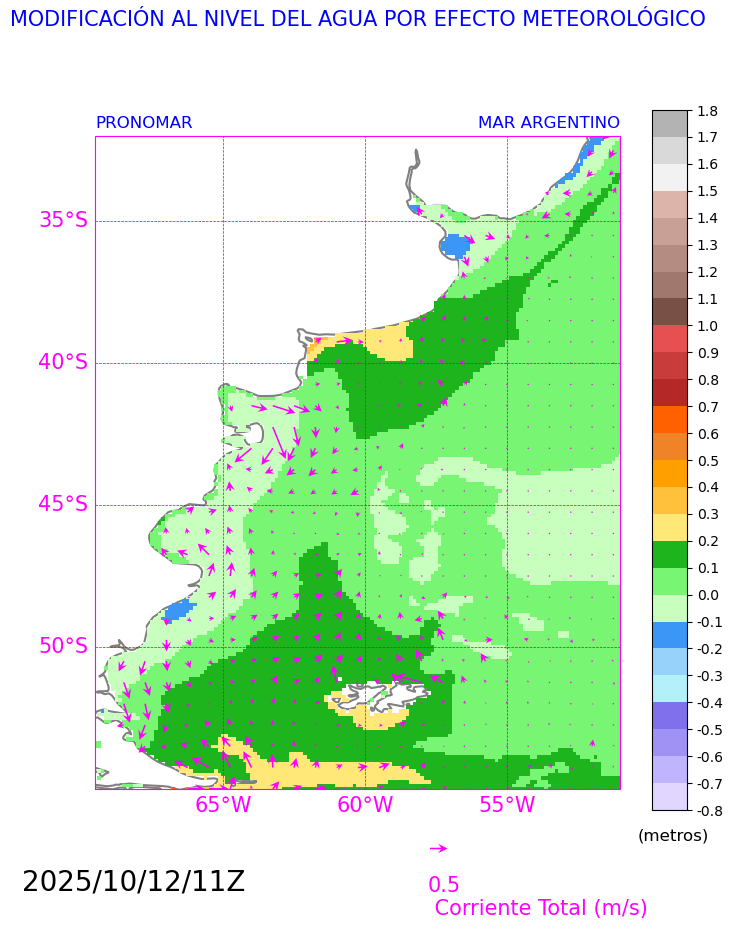 MODIFICACIÓN AL NIVEL DEL AGUA POR EFECTO METEOROLÓGICO
PRONOMAR
MAR ARGENTINO
35°S
40°S
45°S
50°S
65°W
60°W
55°W
1.8
1.7
1.6
1.5
1.4
1.3
1.2
1.1
1.0
0.9
0.8
0.7
0.6
0.5
0.4
0.3
0.2
0.1
0.0
-0.1
-0.2
-0.3
-0.4
-0.5
-0.6
-0.7
-0.8
(metros)
2025/10/12/11Z
0.5
Corriente Total (m/s)